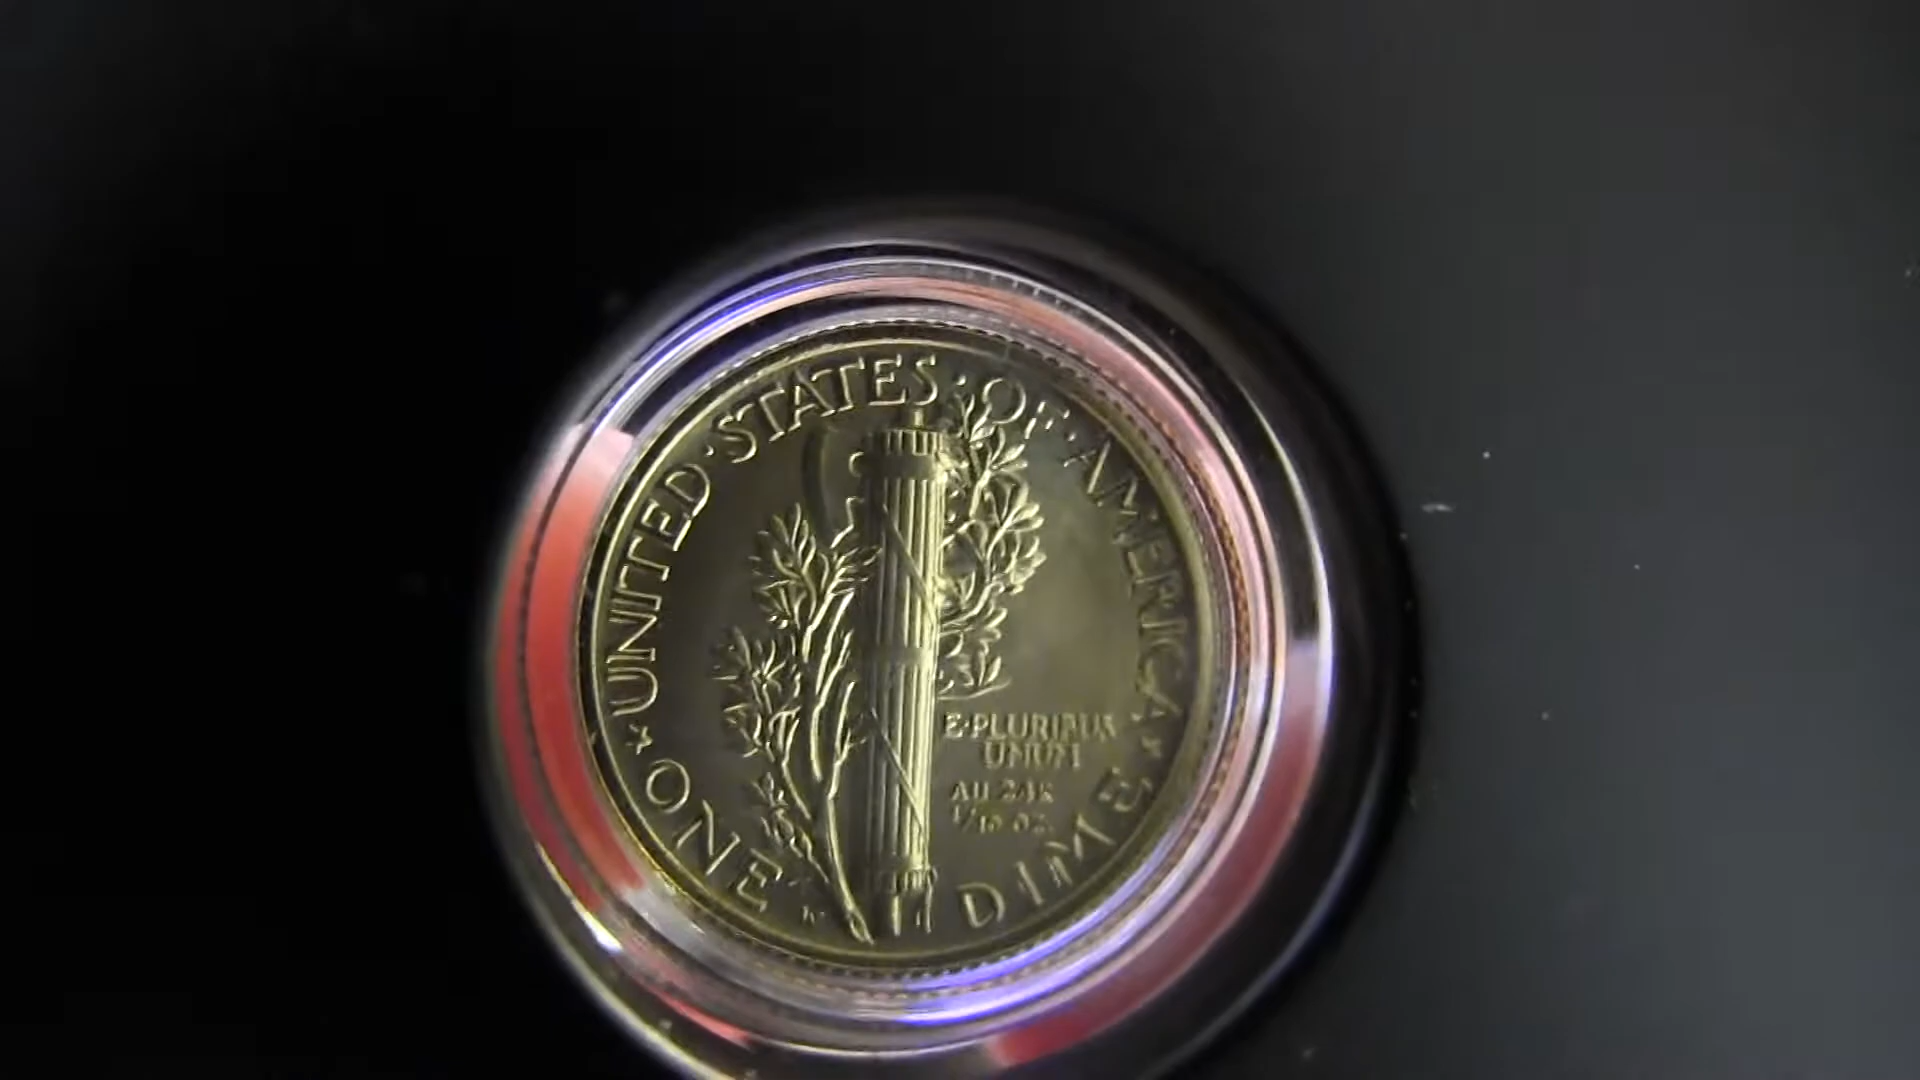 UNITED·STATES·OF·AMERICA
E·PLURIBUS
UNUM
AU 24K
1/10 OZ.
ONE DIME